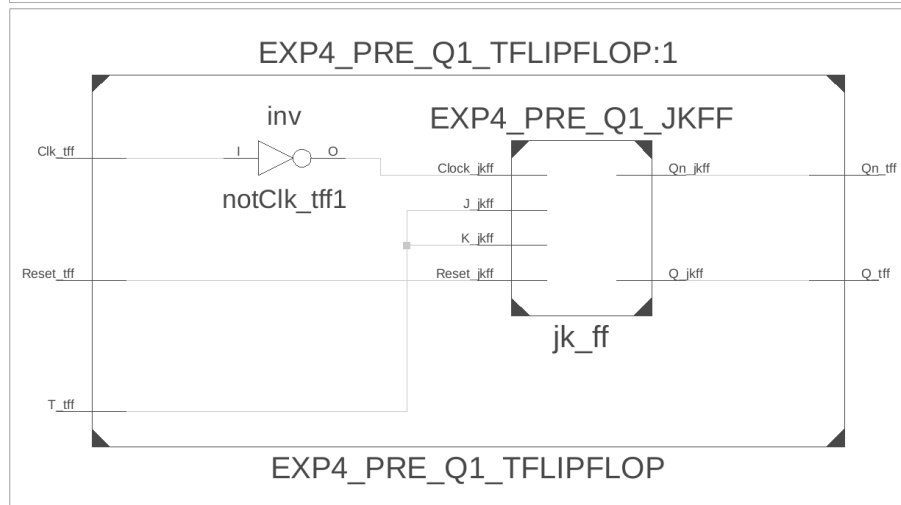 EXP4_PRE_Q1_TFLIPFLOP:1
inv
EXP4_PRE_Q1_JKFF
Clk_tff
I
O
Clock_jkff
Qn_jkff
Qn_tff
notClk_tff1
J_jkff
K_jkff
Reset_tff
Reset_jkff
Q_jkff
Q_tff
jk_ff
T_tff
EXP4_PRE_Q1_TFLIPFLOP